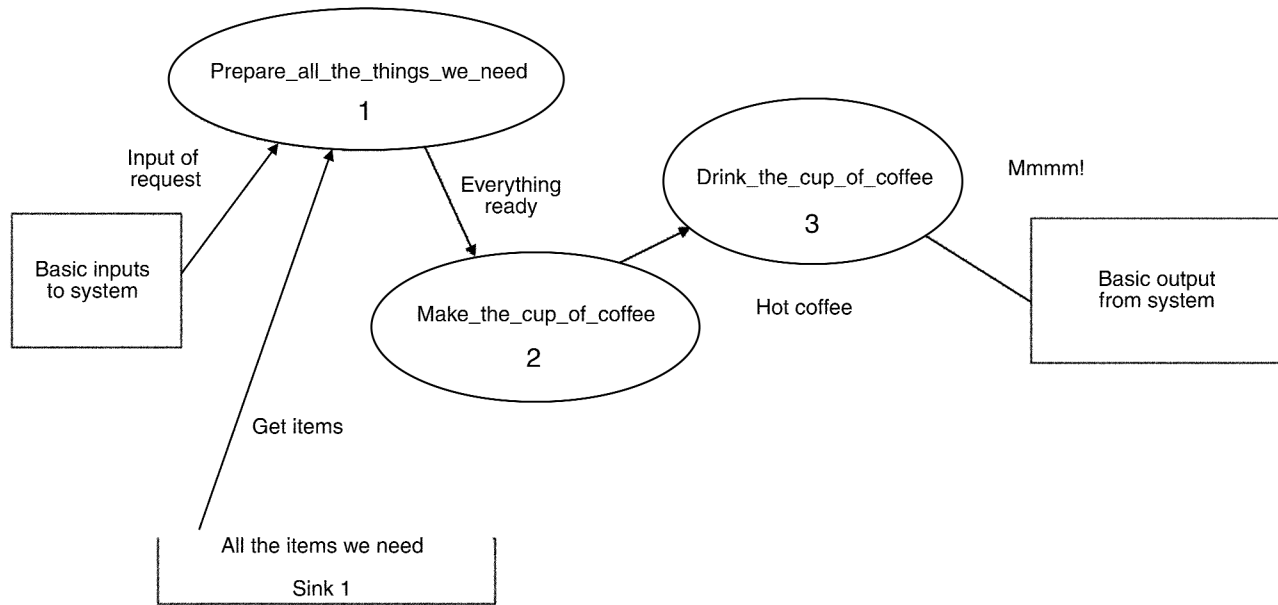 Prepare_all_the_things_we_need
1
Input of
request
Everything
ready
Drink_the_cup_of_coffee
3
Mmmm!
Basic inputs
to system
Make_the_cup_of_coffee
2
Hot coffee
Basic output
from system
Get items
All the items we need
Sink 1